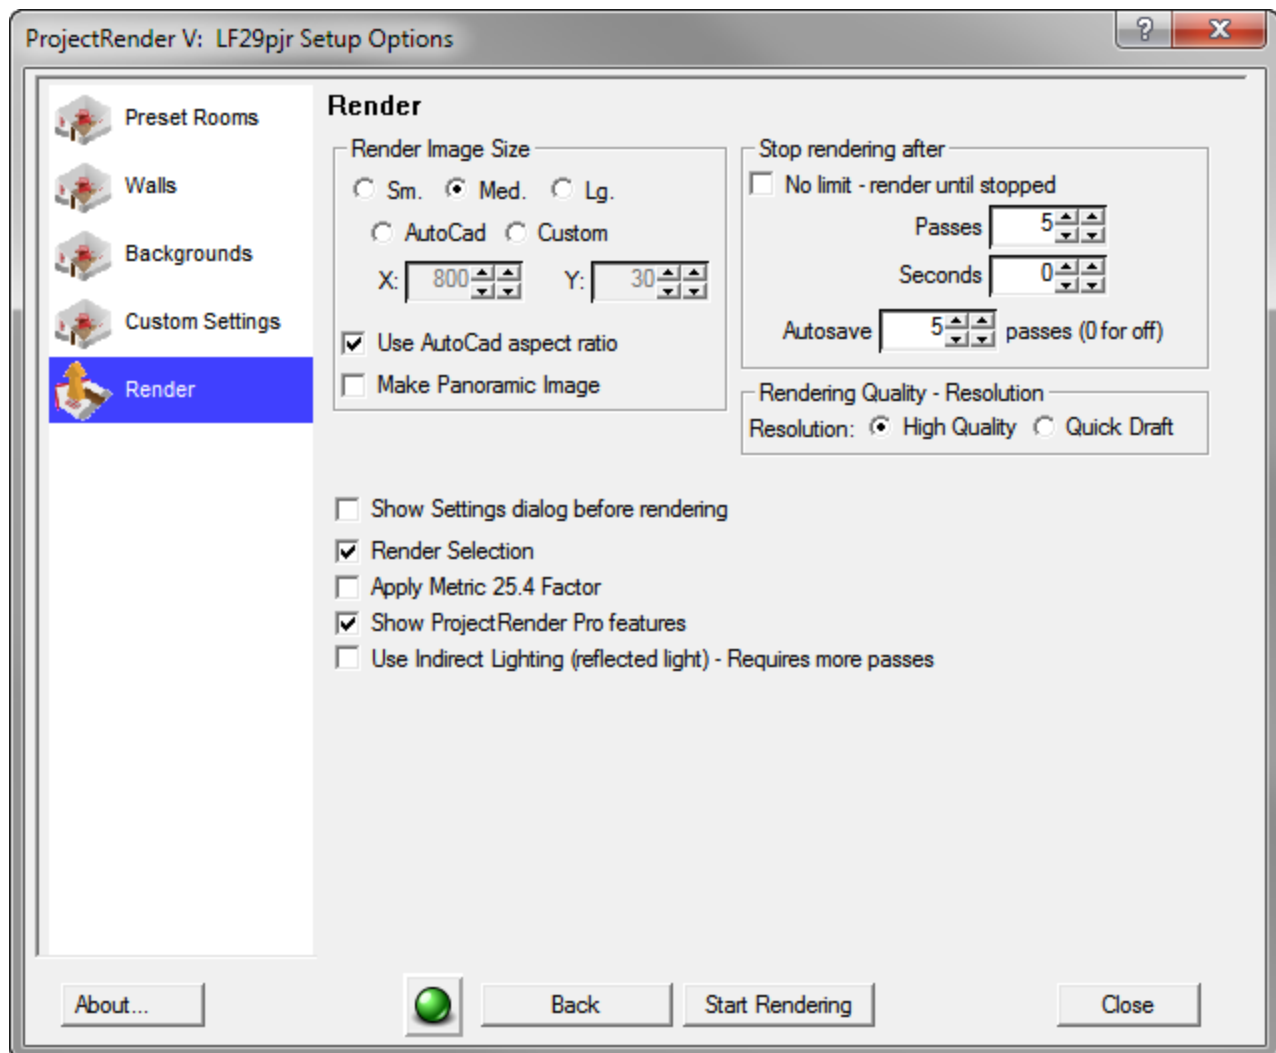 ProjectRender V: LF29pjr Setup Options
?
X
Preset Rooms
Walls
Backgrounds
Custom Settings
Render
Render
Render Image Size
Sm. Med. Lg.
AutoCad Custom
X: 800 Y: 30
Use AutoCad aspect ratio
Make Panoramic Image
Stop rendering after
No limit - render until stopped
Passes 5
Seconds 0
Autosave 5 passes (0 for off)
Rendering Quality - Resolution
Resolution: High Quality Quick Draft
Show Settings dialog before rendering
Render Selection
Apply Metric 25.4 Factor
Show ProjectRender Pro features
Use Indirect Lighting (reflected light) - Requires more passes
About... Back Start Rendering Close